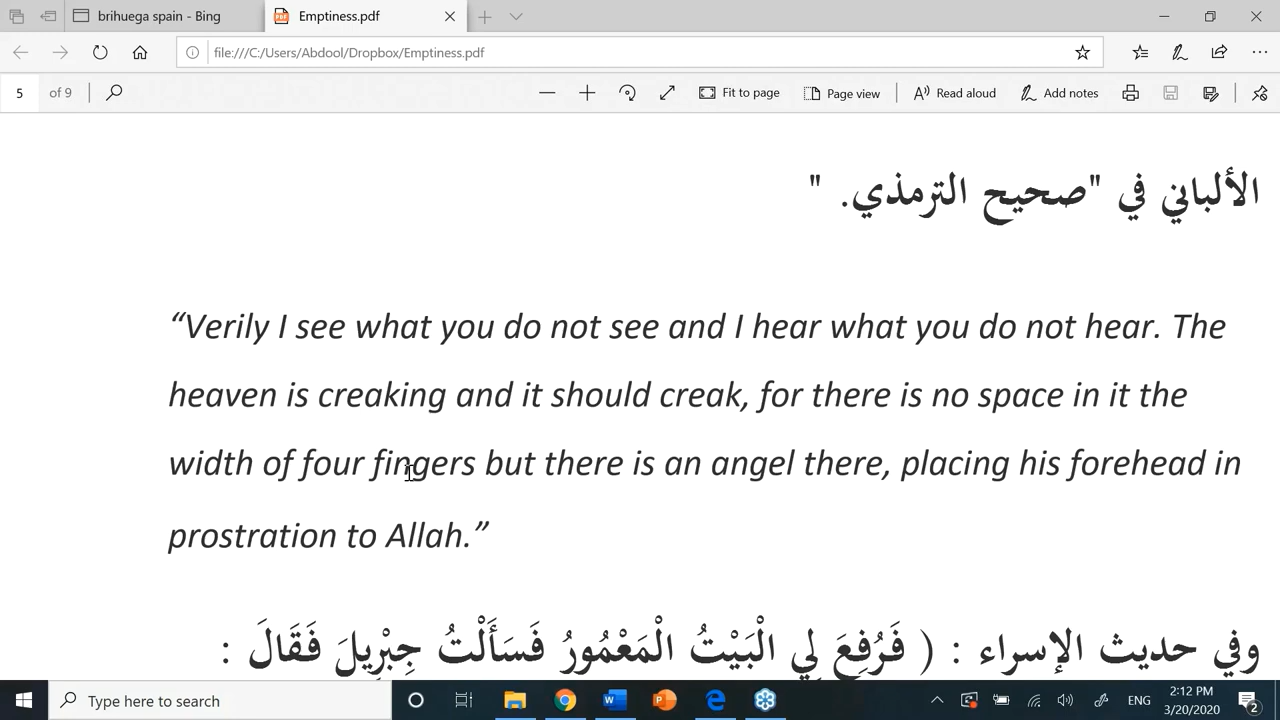 brihuega spain - Bing
Emptiness.pdf
file:///C:/Users/Abdool/Dropbox/Emptiness.pdf
5 of 9
Fit to page
Page view
Read aloud
Add notes
الألباني في "صحيح الترمذي. "
“Verily I see what you do not see and I hear what you do not hear. The
heaven is creaking and it should creak, for there is no space in it the
width of four fingers but there is an angel there, placing his forehead in
prostration to Allah.”
وفي حديث الإسراء : ( فَرُفِعَ لِي الْبَيْتُ الْمَعْمُورُ فَسَأَلْتُ جِبْرِيلَ فَقَالَ :
Type here to search
ENG
2:12 PM
3/20/2020
2